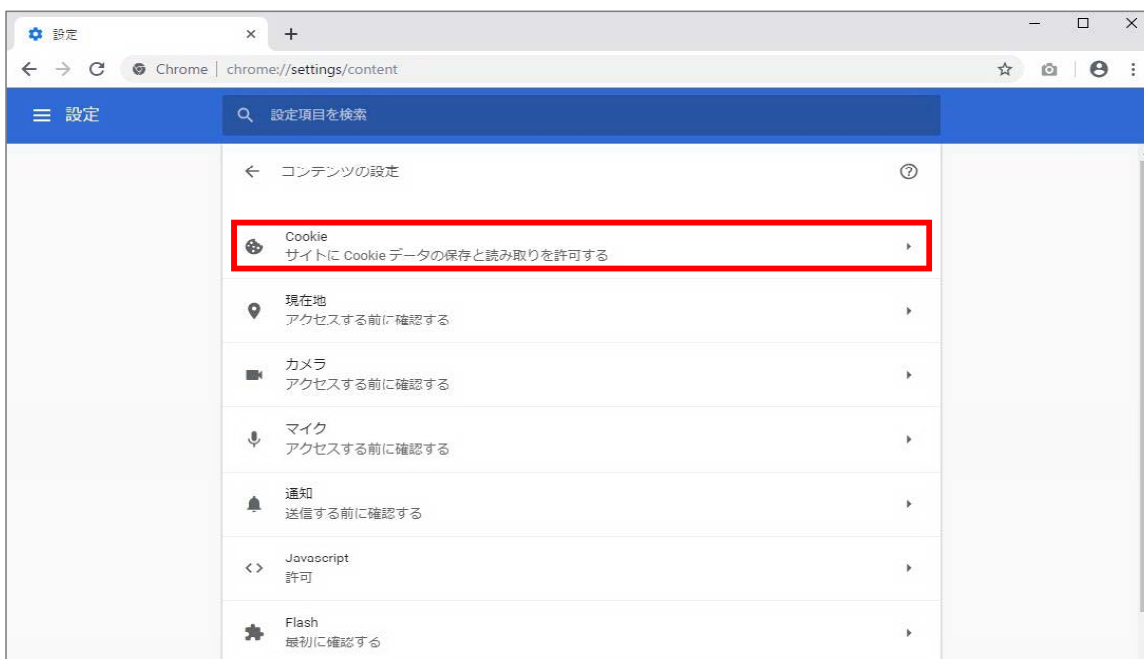 設定
Chrome | chrome://settings/content
設定
設定項目を検索
コンテンツの設定
Cookie
サイトに Cookie データの保存と読み取りを許可する
現在地
アクセスする前に確認する
カメラ
アクセスする前に確認する
マイク
アクセスする前に確認する
通知
送信する前に確認する
Javascript
許可
Flash
最初に確認する